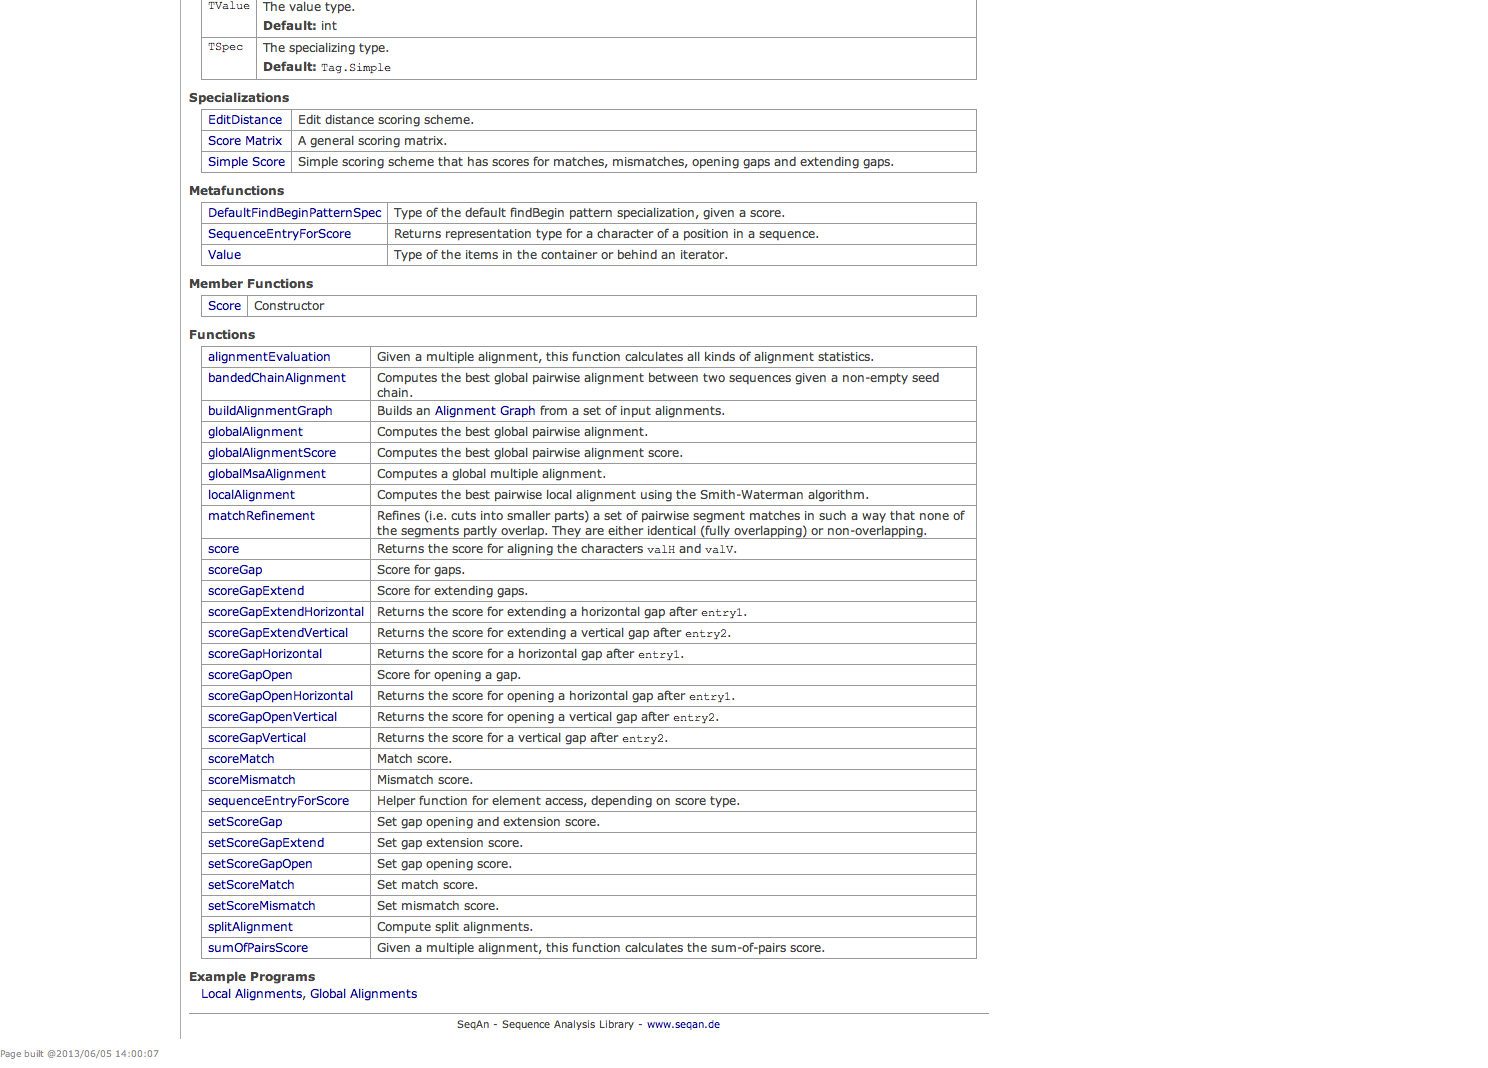 TValue The value type.
Default: int
TSpec The specializing type.
Default: Tag.Simple
Specializations
EditDistance Edit distance scoring scheme.
Score Matrix A general scoring matrix.
Simple Score Simple scoring scheme that has scores for matches, mismatches, opening gaps and extending gaps.
Metafunctions
DefaultFindBeginPatternSpec Type of the default findBegin pattern specialization, given a score.
SequenceEntryForScore Returns representation type for a character of a position in a sequence.
Value Type of the items in the container or behind an iterator.
Member Functions
Score Constructor
Functions
alignmentEvaluation Given a multiple alignment, this function calculates all kinds of alignment statistics.
bandedChainAlignment Computes the best global pairwise alignment between two sequences given a non-empty seed
chain.
buildAlignmentGraph Builds an Alignment Graph from a set of input alignments.
globalAlignment Computes the best global pairwise alignment.
globalAlignmentScore Computes the best global pairwise alignment score.
globalMsaAlignment Computes a global multiple alignment.
localAlignment Computes the best pairwise local alignment using the Smith-Waterman algorithm.
matchRefinement Refines (i.e. cuts into smaller parts) a set of pairwise segment matches in such a way that none of
the segments partly overlap. They are either identical (fully overlapping) or non-overlapping.
score Returns the score for aligning the characters valH and valV.
scoreGap Score for gaps.
scoreGapExtend Score for extending gaps.
scoreGapExtendHorizontal Returns the score for extending a horizontal gap after entry1.
scoreGapExtendVertical Returns the score for extending a vertical gap after entry2.
scoreGapHorizontal Returns the score for a horizontal gap after entry1.
scoreGapOpen Score for opening a gap.
scoreGapOpenHorizontal Returns the score for opening a horizontal gap after entry1.
scoreGapOpenVertical Returns the score for opening a vertical gap after entry2.
scoreGapVertical Returns the score for a vertical gap after entry2.
scoreMatch Match score.
scoreMismatch Mismatch score.
sequenceEntryForScore Helper function for element access, depending on score type.
setScoreGap Set gap opening and extension score.
setScoreGapExtend Set gap extension score.
setScoreGapOpen Set gap opening score.
setScoreMatch Set match score.
setScoreMismatch Set mismatch score.
splitAlignment Compute split alignments.
sumOfPairsScore Given a multiple alignment, this function calculates the sum-of-pairs score.
Example Programs
Local Alignments, Global Alignments
SeqAn - Sequence Analysis Library - www.seqan.de
Page built @2013/06/05 14:00:07